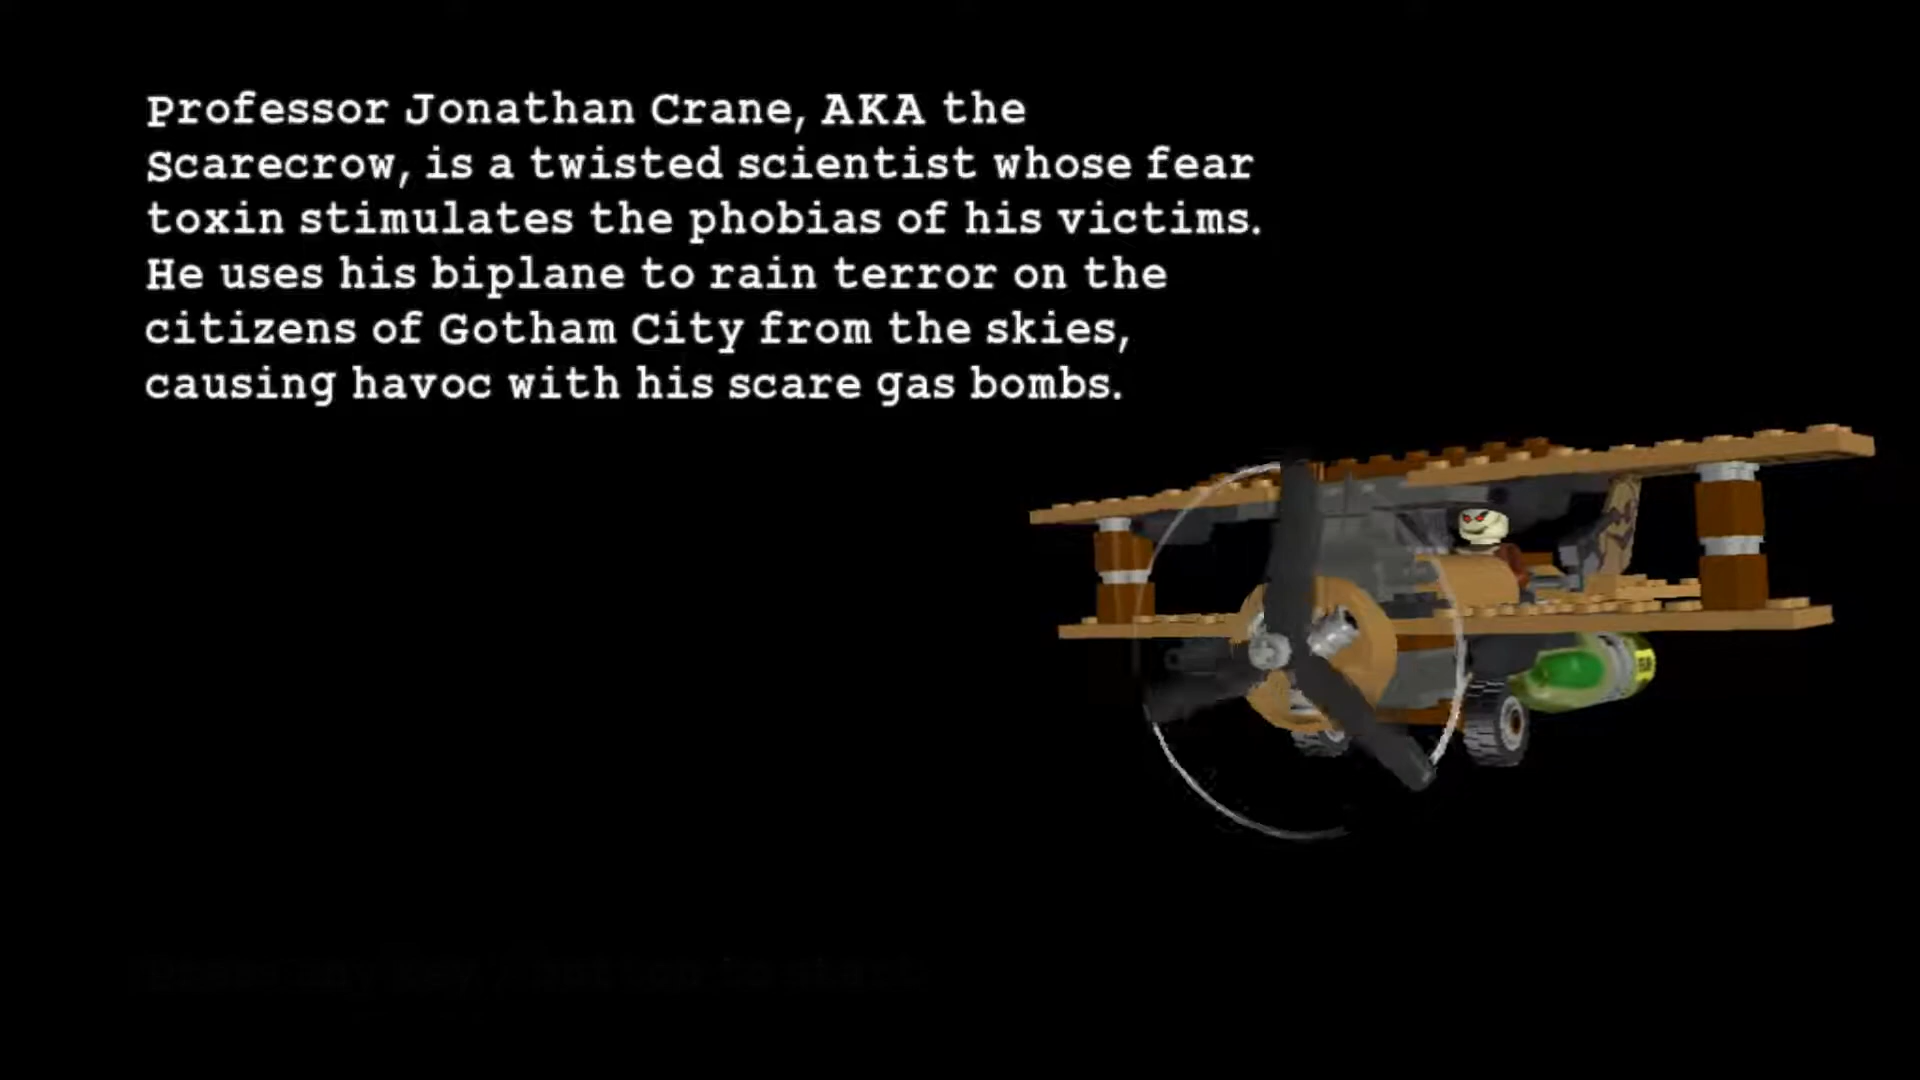 Professor Jonathan Crane, AKA the
Scarecrow, is a twisted scientist whose fear
toxin stimulates the phobias of his victims.
He uses his biplane to rain terror on the
citizens of Gotham City from the skies,
causing havoc with his scare gas bombs.